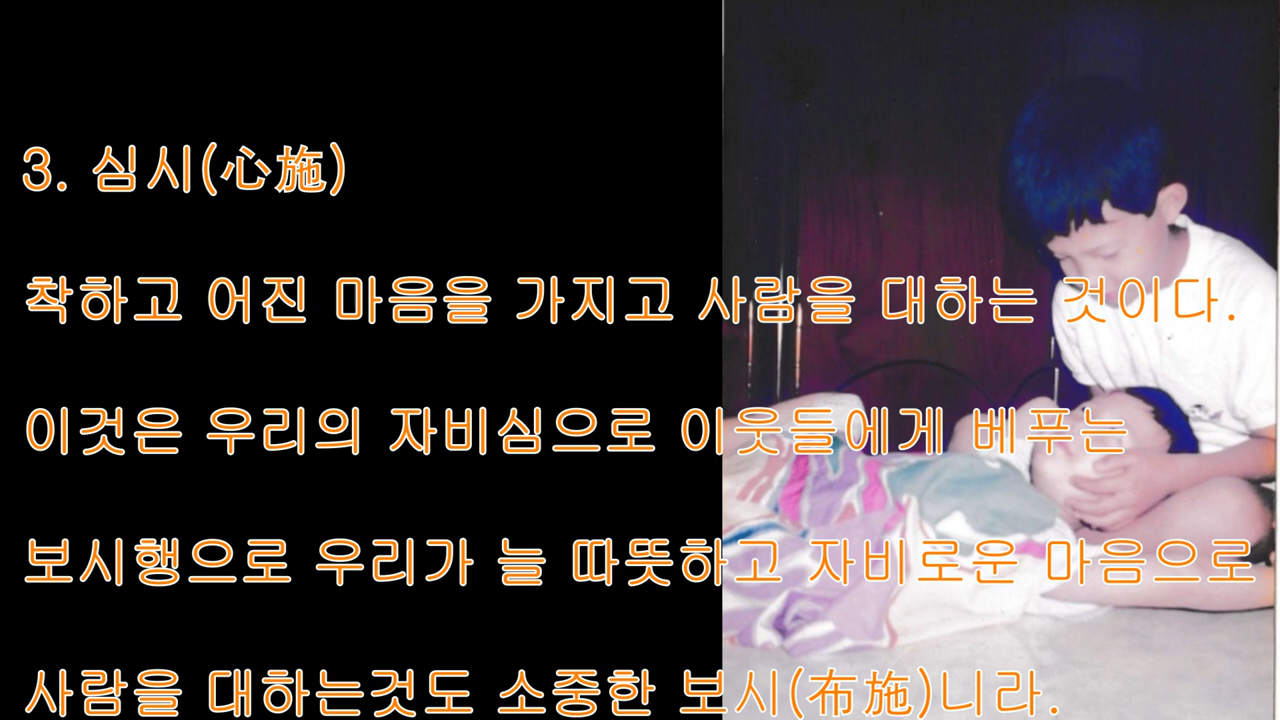 3. 심시(心施)
착하고 어진 마음을 가지고 사람을 대하는 것이다.
이것은 우리의 자비심으로 이웃들에게 베푸는
보시행으로 우리가 늘 따뜻하고 자비로운 마음으로
사람을 대하는것도 소중한 보시(布施)니라.